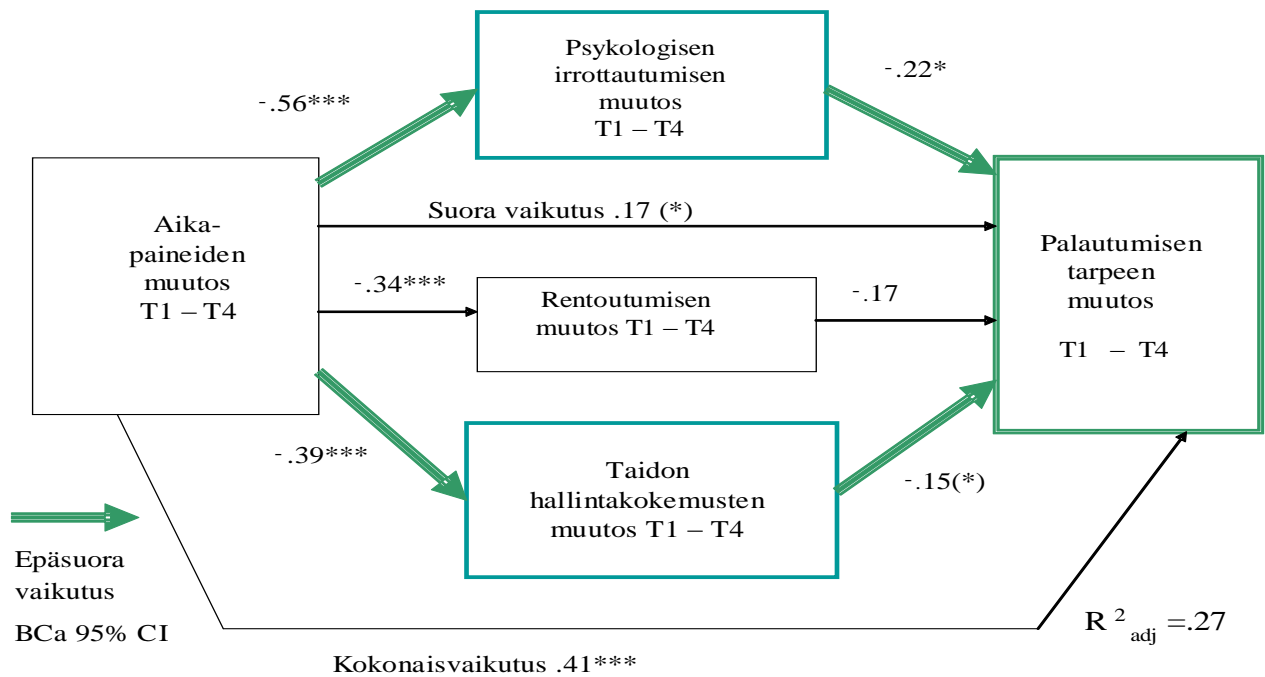 Psykologisen
irrottautumisen
muutos
T1 – T4
-.56***
-.22*
Aika-
paineiden
muutos
T1 – T4
Suora vaikutus .17 (*)
Palautumisen
tarpeen
muutos
T1 – T4
-.34***
Rentoutumisen
muutos T1 – T4
-.17
-.39***
Taidon
hallintakokemusten
muutos T1 – T4
-.15(*)
Epäsuora
vaikutus
BCa 95% CI
R 2 adj =.27
Kokonaisvaikutus .41***